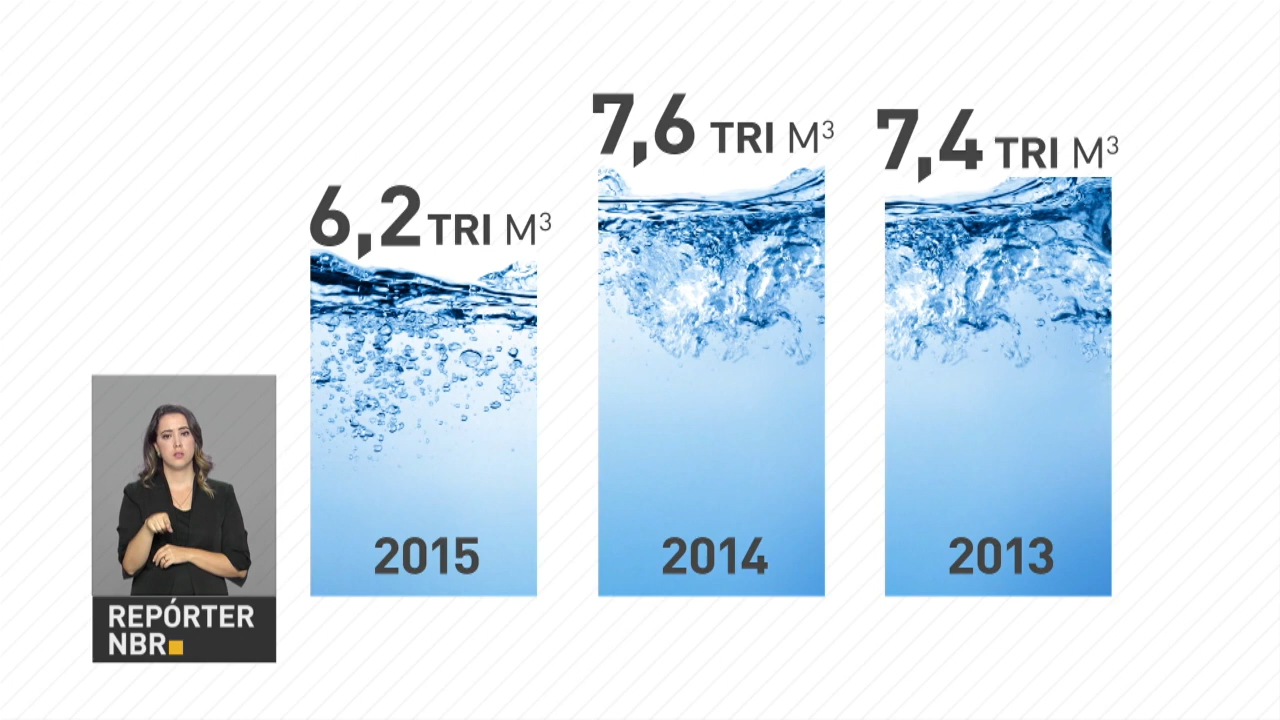 6,2 TRI M³
7,6 TRI M³
7,4 TRI M³
2015
2014
2013
REPÓRTER
NBR